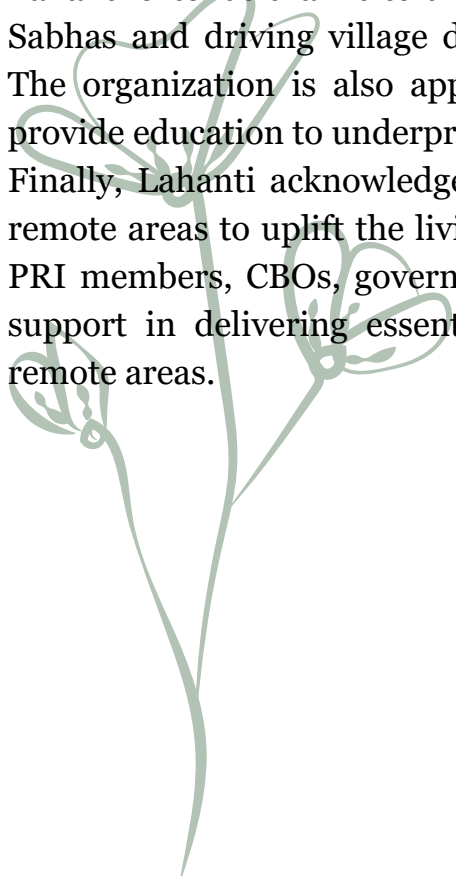 Sabhas and driving village d
The organization is also app
provide education to underpr
Finally, Lahanti acknowledge
remote areas to uplift the livi
PRI members, CBOs, govern
support in delivering essent
remote areas.